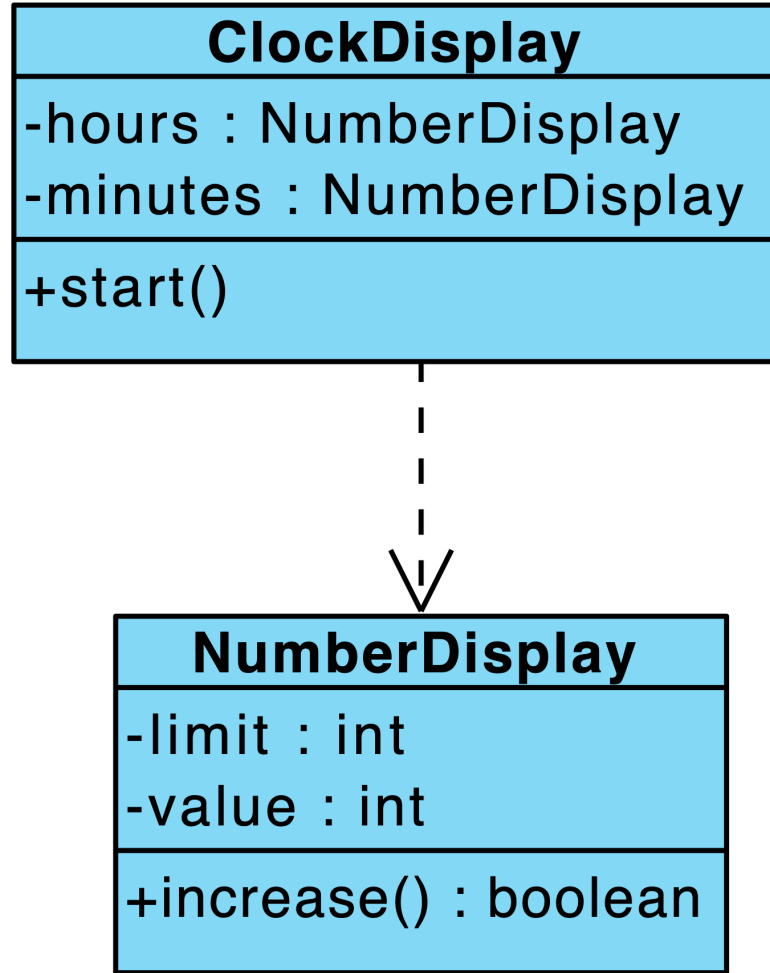 ClockDisplay
-hours : NumberDisplay
-minutes : NumberDisplay
+start()
NumberDisplay
-limit : int
-value : int
+increase() : boolean